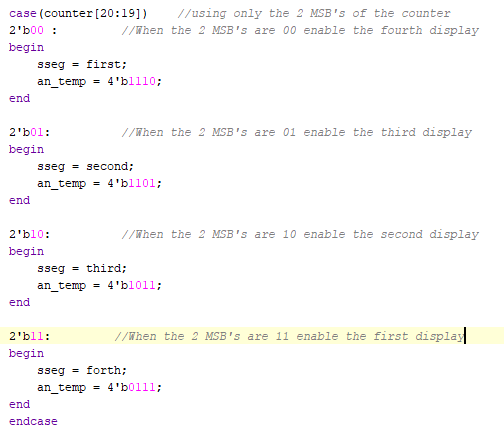 case(counter[20:19])    //using only the 2 MSB's of the counter
2'b00 :         //When the 2 MSB's are 00 enable the fourth display
begin
    sseg = first;
    an_temp = 4'b1110;
end
2'b01:          //When the 2 MSB's are 01 enable the third display
begin
    sseg = second;
    an_temp = 4'b1101;
end
2'b10:          //When the 2 MSB's are 10 enable the second display
begin
    sseg = third;
    an_temp = 4'b1011;
end
2'b11:         //When the 2 MSB's are 11 enable the first display
begin
    sseg = forth;
    an_temp = 4'b0111;
end
endcase